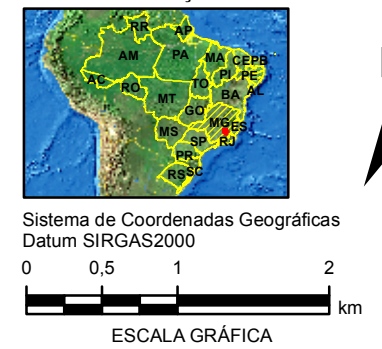 RR AP
AM PA MA CE PB
PI PE
AC RO TO AL
MT BA
GO
MS MG ES
SP RJ
PR
RS SC
Sistema de Coordenadas Geográficas
Datum SIRGAS2000
0 0,5 1 2
km
ESCALA GRÁFICA